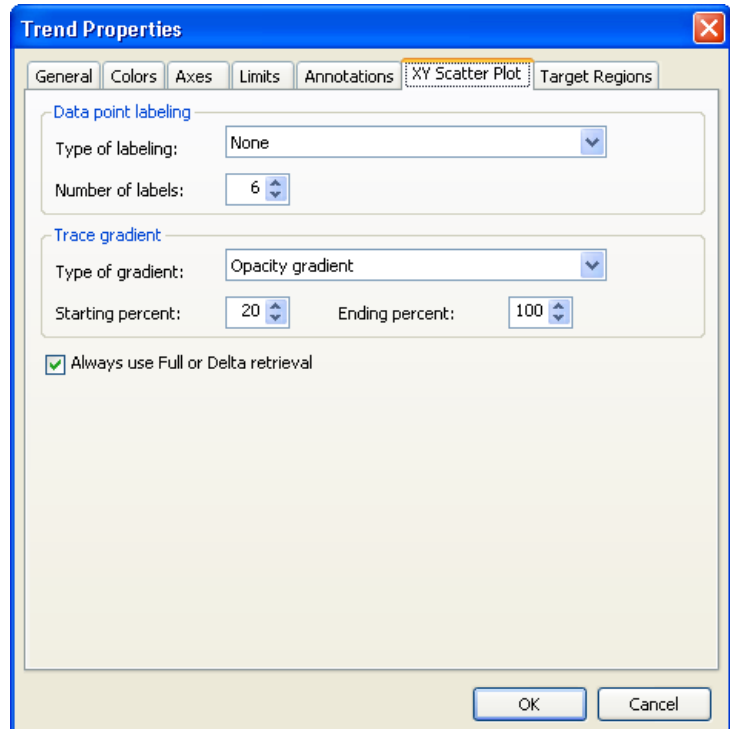 Trend Properties
General Colors Axes Limits Annotations XY Scatter Plot Target Regions
Data point labeling
Type of labeling: None
Number of labels: 6
Trace gradient
Type of gradient: Opacity gradient
Starting percent: 20 Ending percent: 100
Always use Full or Delta retrieval
OK Cancel